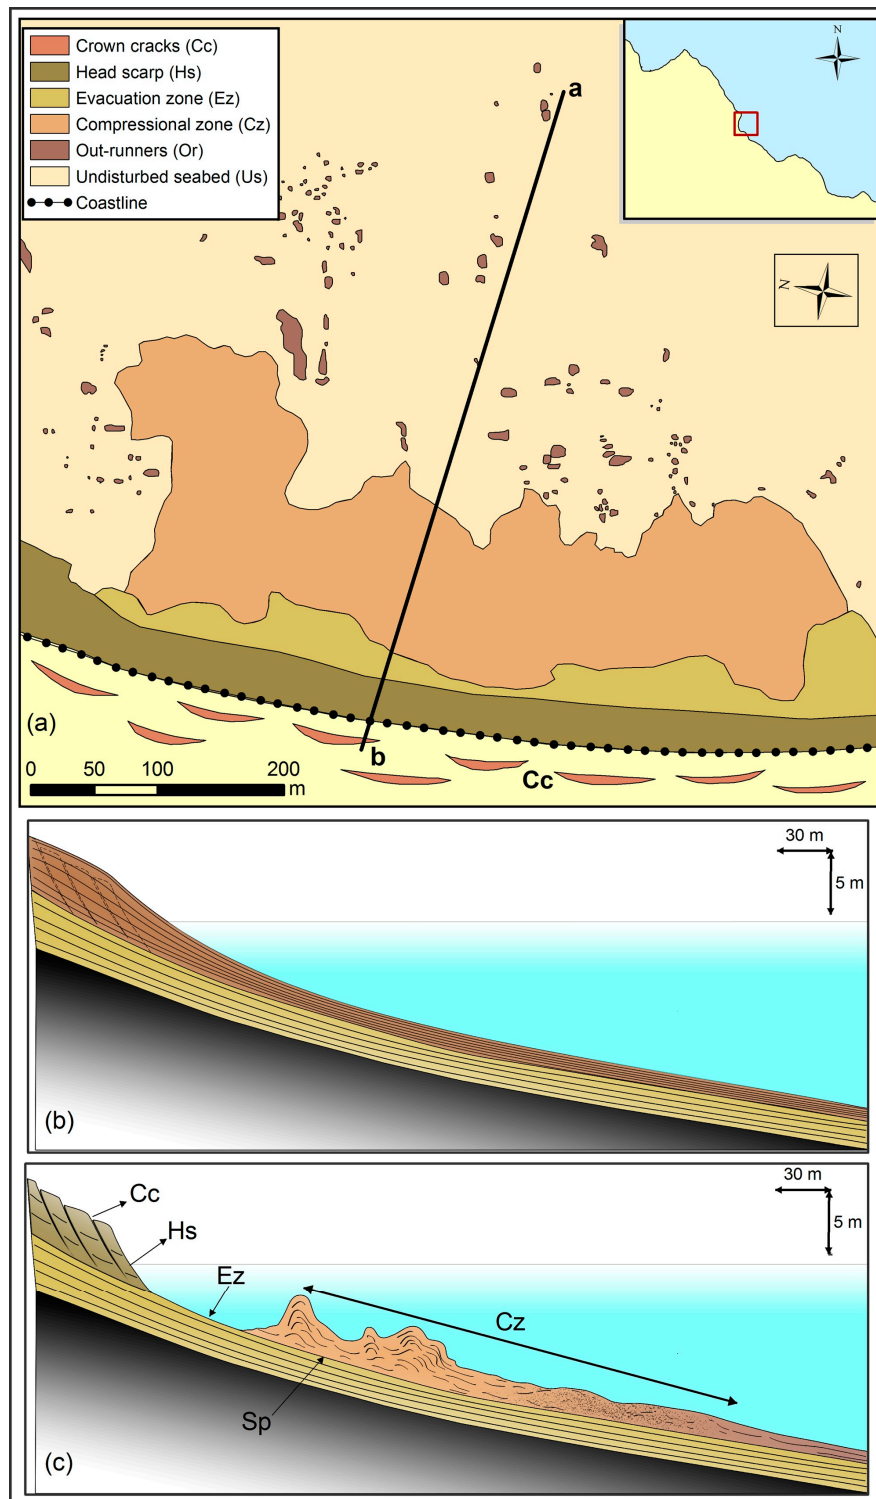 Crown cracks (Cc)
Head scarp (Hs)
Evacuation zone (Ez)
Compressional zone (Cz)
Out-runners (Or)
Undisturbed seabed (Us)
Coastline
N
a
N
(a)
b
Cc
0 50 100 200
m
30 m
5 m
(b)
30 m
5 m
Cc
Hs
Ez
Cz
Sp
(c)